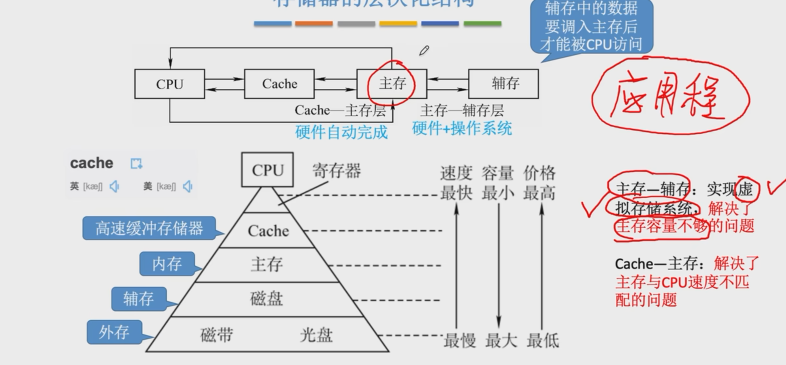 存储器的层次化结构
辅存中的数据
要调入主存后
才能被CPU访问
CPU
Cache
主存
辅存
Cache—主存层
主存—辅存层
硬件自动完成
硬件+操作系统
应用程
cache
英 [kæʃ]
美 [kæʃ]
CPU
寄存器
速度 容量 价格
最快 最小 最高
高速缓冲存储器
Cache
内存
主存
辅存
磁盘
外存
磁带
光盘
最慢 最大 最低
主存—辅存：实现虚
拟存储系统，解决了
主存容量不够的问题
Cache—主存：解决了
主存与CPU速度不匹
配的问题